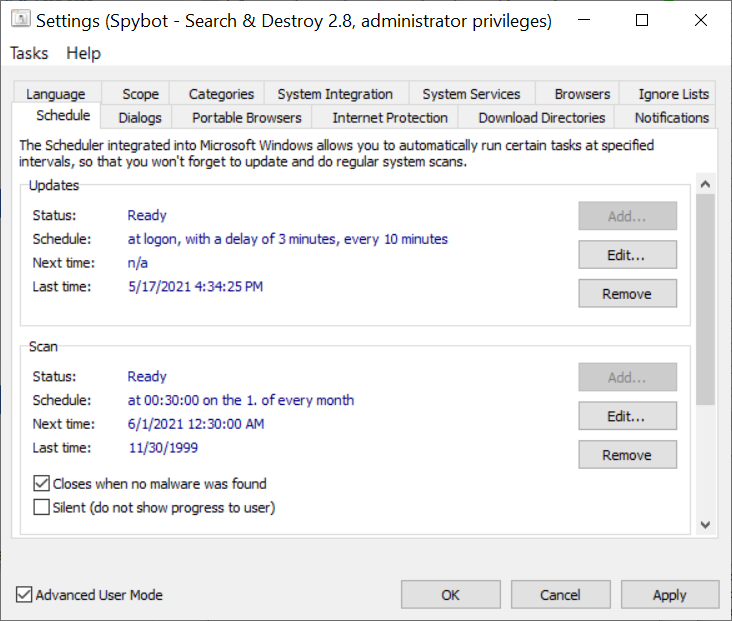 Settings (Spybot - Search & Destroy 2.8, administrator privileges)
Tasks Help
Language Scope Categories System Integration System Services Browsers Ignore Lists
Schedule Dialogs Portable Browsers Internet Protection Download Directories Notifications
The Scheduler integrated into Microsoft Windows allows you to automatically run certain tasks at specified
intervals, so that you won't forget to update and do regular system scans.
Updates
Status: Ready Add...
Schedule: at logon, with a delay of 3 minutes, every 10 minutes Edit...
Next time: n/a
Last time: 5/17/2021 4:34:25 PM Remove
Scan
Status: Ready Add...
Schedule: at 00:30:00 on the 1. of every month Edit...
Next time: 6/1/2021 12:30:00 AM
Last time: 11/30/1999 Remove
Closes when no malware was found
Silent (do not show progress to user)
Advanced User Mode OK Cancel Apply